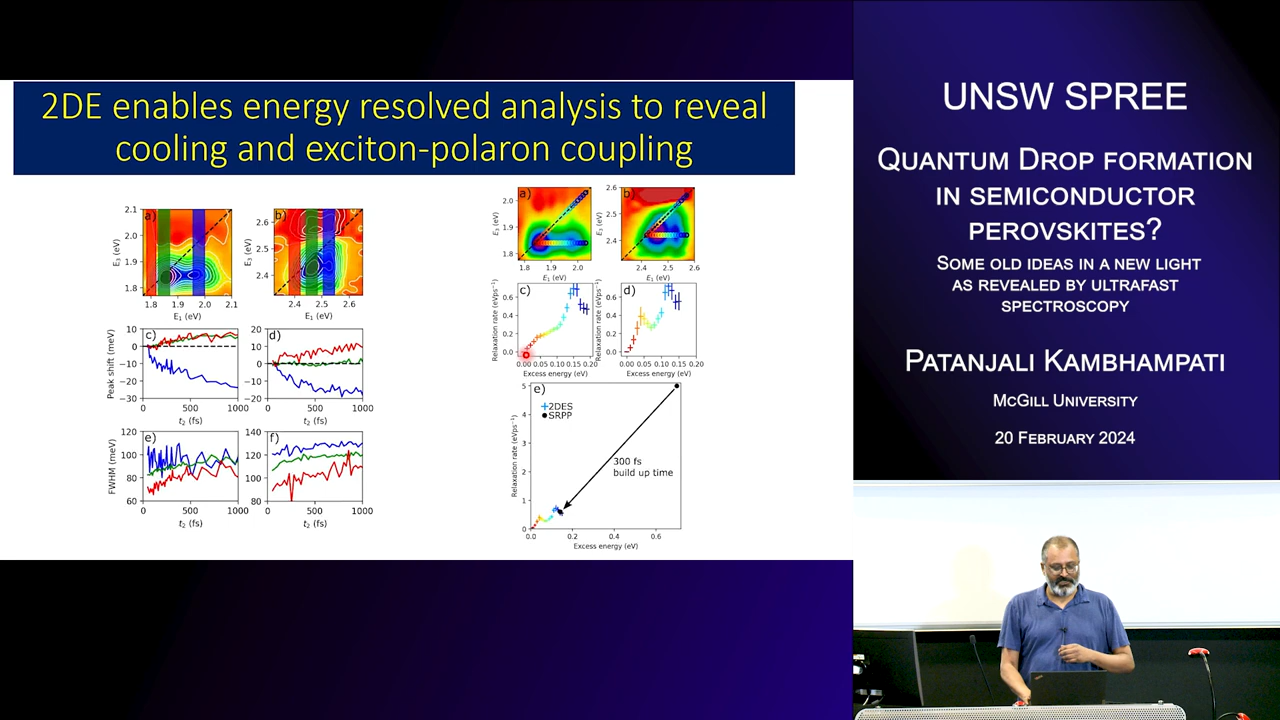 2DE enables energy resolved analysis to reveal
cooling and exciton-polaron coupling
a)
b)
2.1
2.0
1.9
1.8
E₃ (eV)
1.8 1.9 2.0 2.1
E₁ (eV)
2.6
2.4
2.4 2.5 2.6
E₁ (eV)
c)
d)
10
0
−10
−20
−30
Peak shift (meV)
0 500 1000
t₂ (fs)
20
10
0
−10
−20
0 500 1000
t₂ (fs)
e)
f)
120
100
80
60
FWHM (meV)
0 500 1000
t₂ (fs)
140
120
100
80
0 500 1000
t₂ (fs)
a)
b)
2.0
1.9
1.8
E₃ (eV)
1.8 1.9 2.0
E₁ (eV)
2.6
2.4
E₃ (eV)
2.4 2.5 2.6
E₁ (eV)
c)
d)
0.6
0.4
0.2
0.0
Relaxation rate (eVps⁻¹)
0.00 0.05 0.10 0.15 0.20
Excess energy (eV)
0.6
0.4
0.2
0.0
Relaxation rate (eVps⁻¹)
0.00 0.05 0.10 0.15 0.20
Excess energy (eV)
e)
2DES
SRPP
300 fs
build up time
5
4
3
2
1
0
Relaxation rate (eVps⁻¹)
0.0 0.2 0.4 0.6
Excess energy (eV)
UNSW SPREE
QUANTUM DROP FORMATION
IN SEMICONDUCTOR
PEROVSKITES?
SOME OLD IDEAS IN A NEW LIGHT
AS REVEALED BY ULTRAFAST
SPECTROSCOPY
PATANJALI KAMBHAMPATI
MCGILL UNIVERSITY
20 FEBRUARY 2024